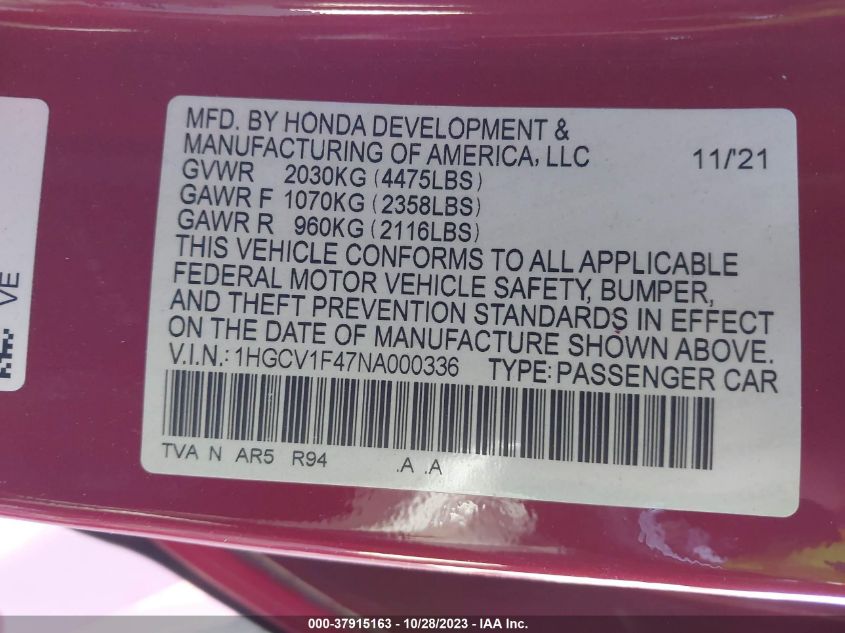 MFD. BY HONDA DEVELOPMENT &
MANUFACTURING OF AMERICA, LLC 11/'21
GVWR 2030KG (4475LBS)
GAWR F 1070KG (2358LBS)
GAWR R 960KG (2116LBS)
THIS VEHICLE CONFORMS TO ALL APPLICABLE
FEDERAL MOTOR VEHICLE SAFETY, BUMPER,
AND THEFT PREVENTION STANDARDS IN EFFECT
ON THE DATE OF MANUFACTURE SHOWN ABOVE.
V.I.N.: 1HGCV1F47NA000336 TYPE: PASSENGER CAR
TVA N AR5 R94 .A .A
VE
000-37915163 - 10/28/2023 - IAA Inc.